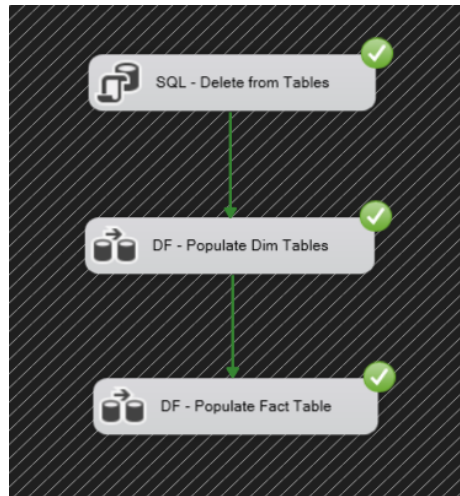 SQL - Delete from Tables
DF - Populate Dim Tables
DF - Populate Fact Table